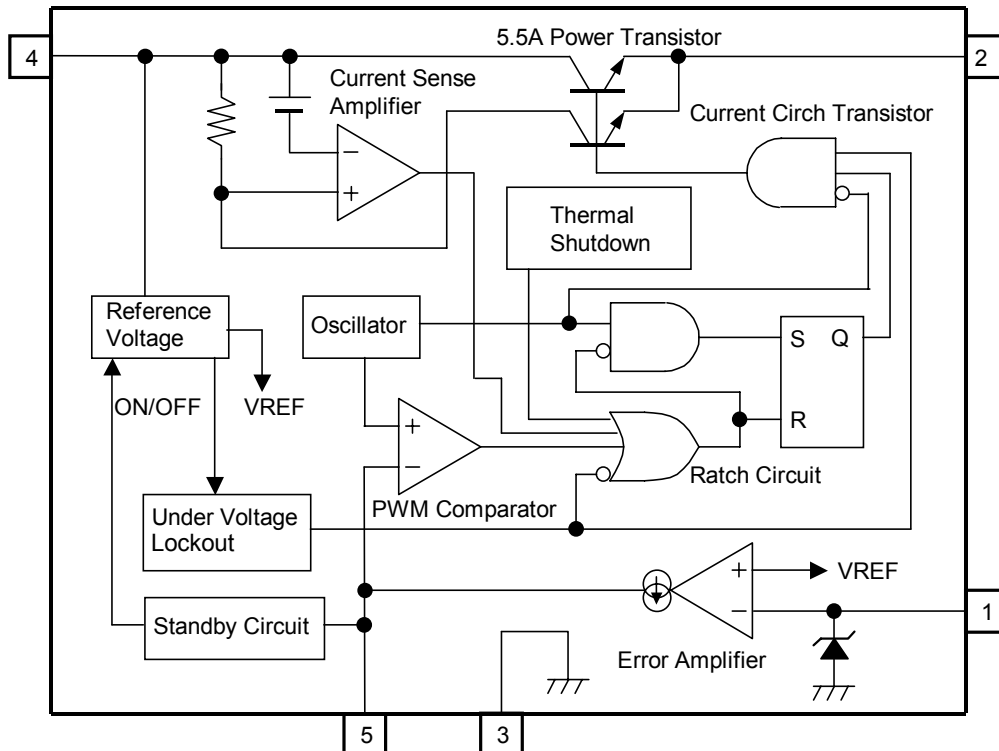 5.5A Power Transistor
4
2
Current Sense
Amplifier
Current Circh Transistor
−
+
Thermal
Shutdown
Reference
Voltage
Oscillator
S Q
ON/OFF
VREF
R
+
−
Ratch Circuit
PWM Comparator
Under Voltage
Lockout
+
VREF
−
1
Standby Circuit
Error Amplifier
5
3